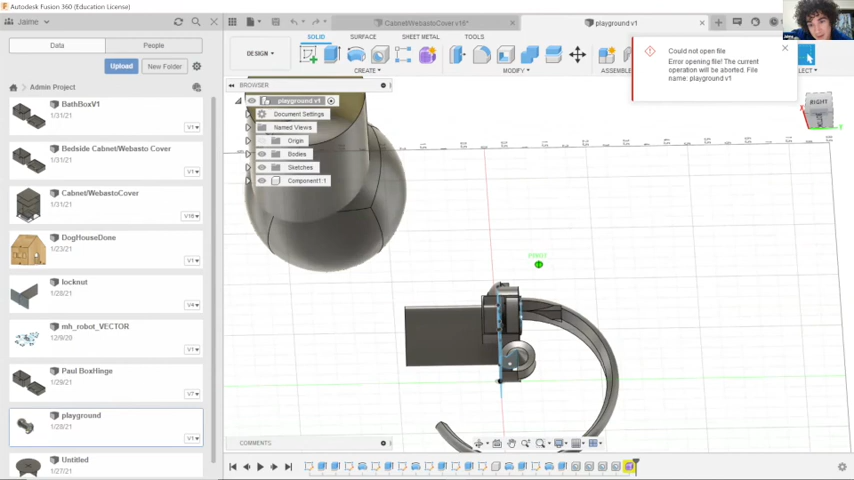 Autodesk Fusion 360 (Education License)
Jaime
Data
People
Upload
New Folder
Admin Project
BathBoxV1
1/31/21
V1
Bedside Cabnet/Webasto Cover
1/31/21
V1
Cabnet/WebastoCover
1/31/21
V16
DogHouseDone
1/23/21
V1
locknut
1/28/21
V4
mh_robot_VECTOR
12/9/20
V1
Paul BoxHinge
1/29/21
V7
playground
1/28/21
V1
Untitled
1/27/21
Cabnet/WebastoCover v16*
playground v1
DESIGN
SOLID
SURFACE
SHEET METAL
TOOLS
CREATE
MODIFY
ASSEMBLE
SELECT
Could not open file
Error opening file! The current
operation will be aborted. File
name: playground v1
BROWSER
playground v1
Document Settings
Named Views
Origin
Bodies
Sketches
Component1:1
RIGHT
PIVOT
COMMENTS